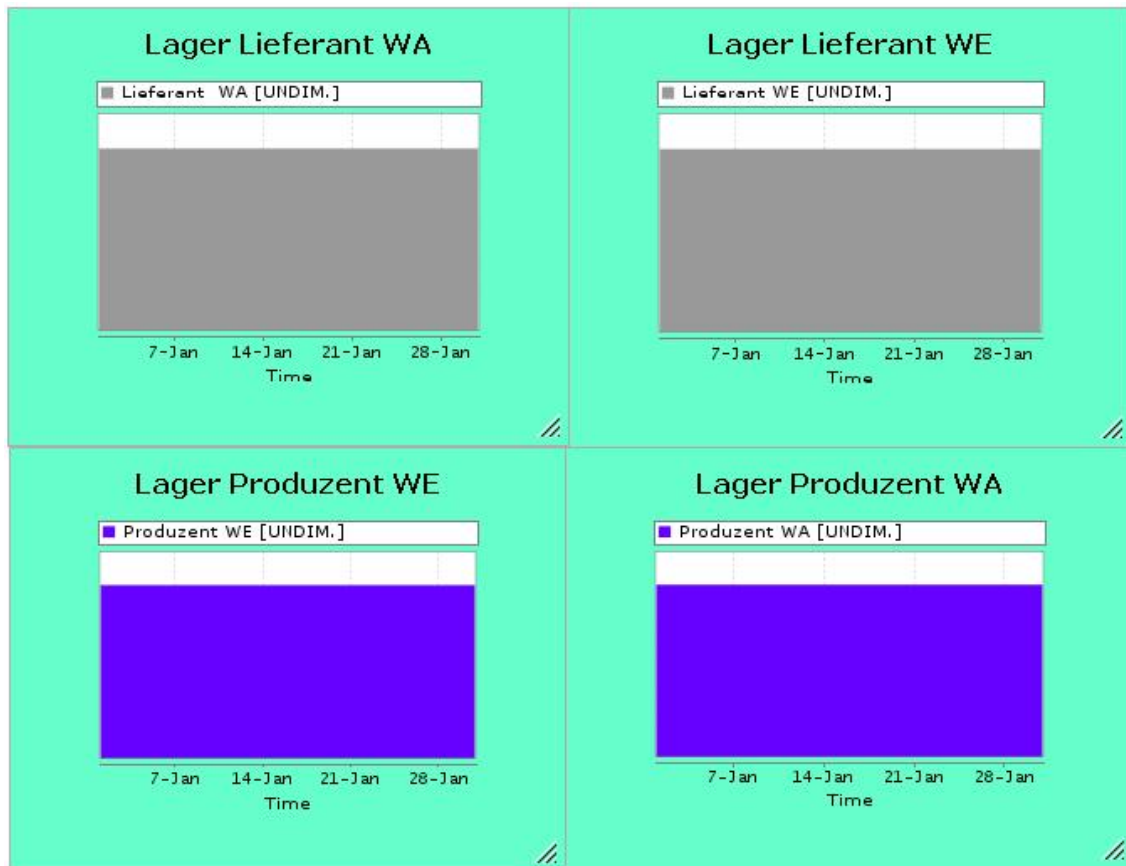 Lager Lieferant WA
Lieferant WA [UNDIM.]
7-Jan 14-Jan 21-Jan 28-Jan
Time
Lager Lieferant WE
Lieferant WE [UNDIM.]
7-Jan 14-Jan 21-Jan 28-Jan
Time
Lager Produzent WE
Produzent WE [UNDIM.]
7-Jan 14-Jan 21-Jan 28-Jan
Time
Lager Produzent WA
Produzent WA [UNDIM.]
7-Jan 14-Jan 21-Jan 28-Jan
Time